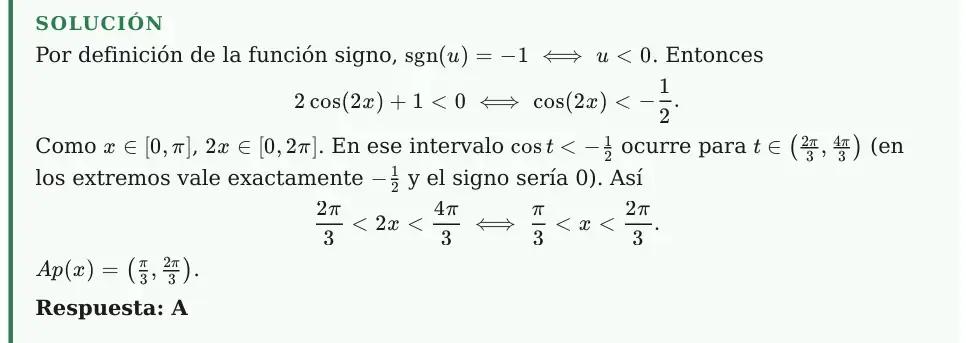 SOLUCIÓN
Por definición de la función signo, sgn(u) = −1 ⟺ u < 0. Entonces
2 cos(2x) + 1 < 0 ⟺ cos(2x) < −1/2.
Como x ∈ [0, π], 2x ∈ [0, 2π]. En ese intervalo cos t < −1/2 ocurre para t ∈ (2π/3, 4π/3) (en
los extremos vale exactamente −1/2 y el signo sería 0). Así
2π/3 < 2x < 4π/3 ⟺ π/3 < x < 2π/3.
Ap(x) = (π/3, 2π/3).
Respuesta: A